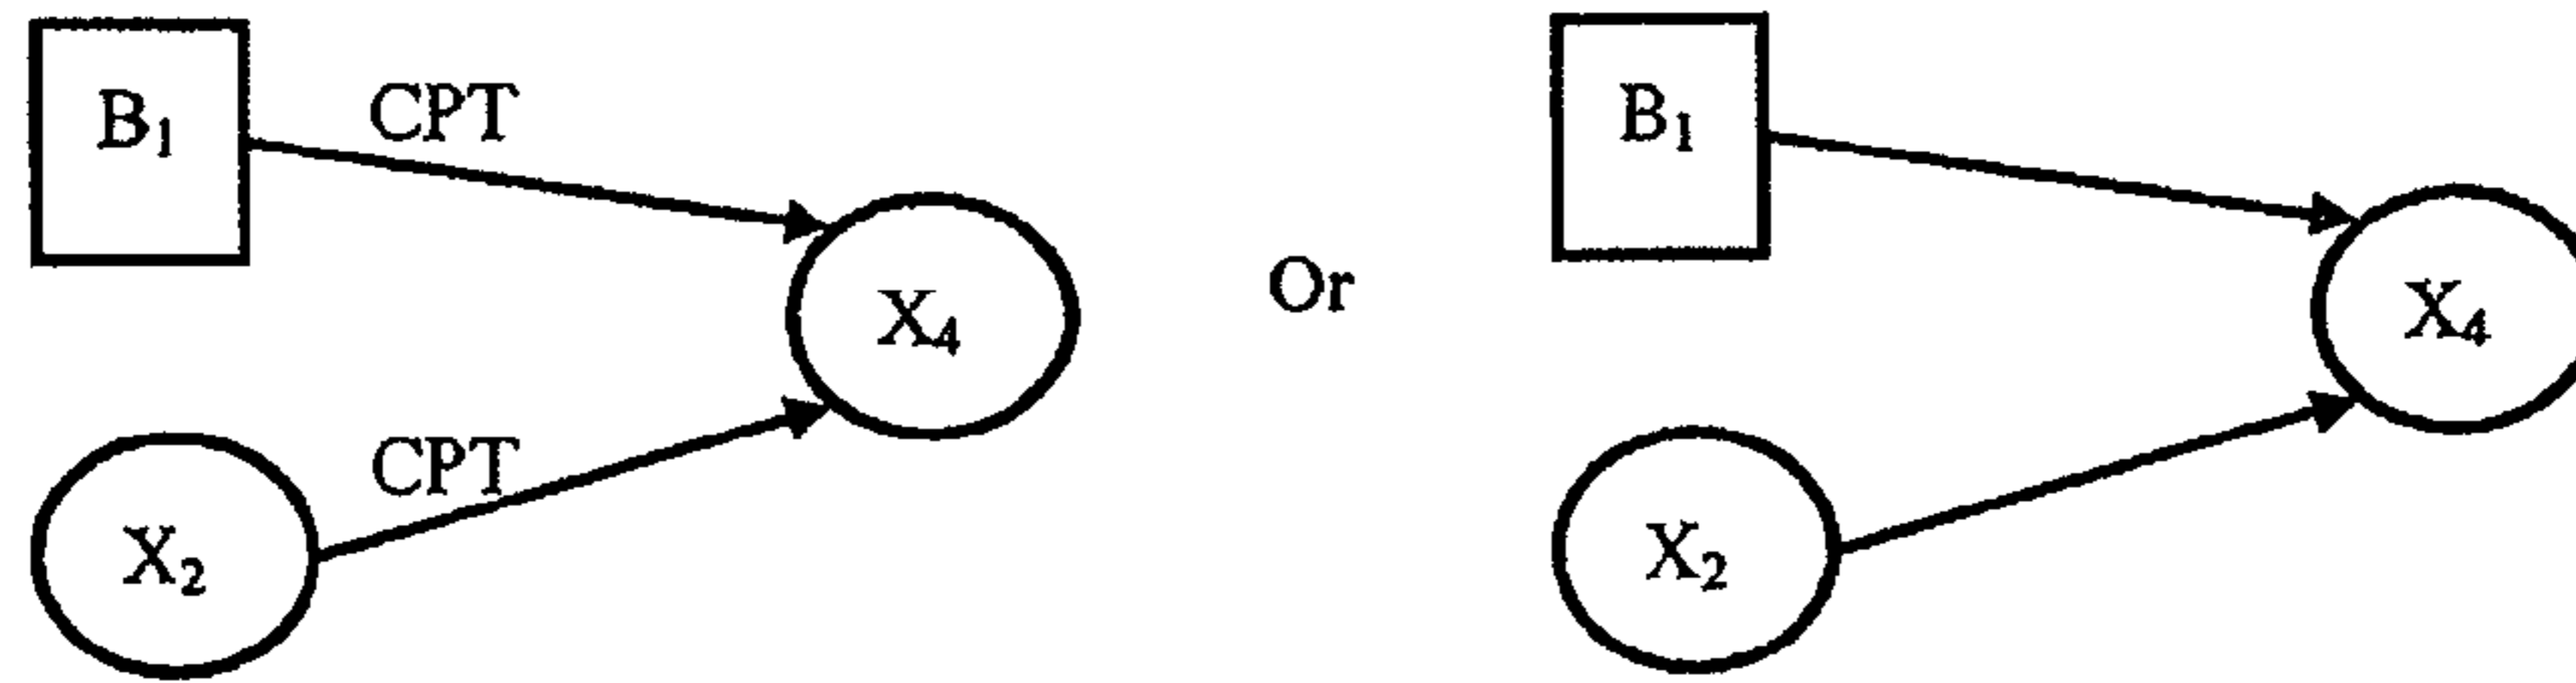 B₁ CPT X₄
X₂ CPT
Or
B₁ X₄
X₂